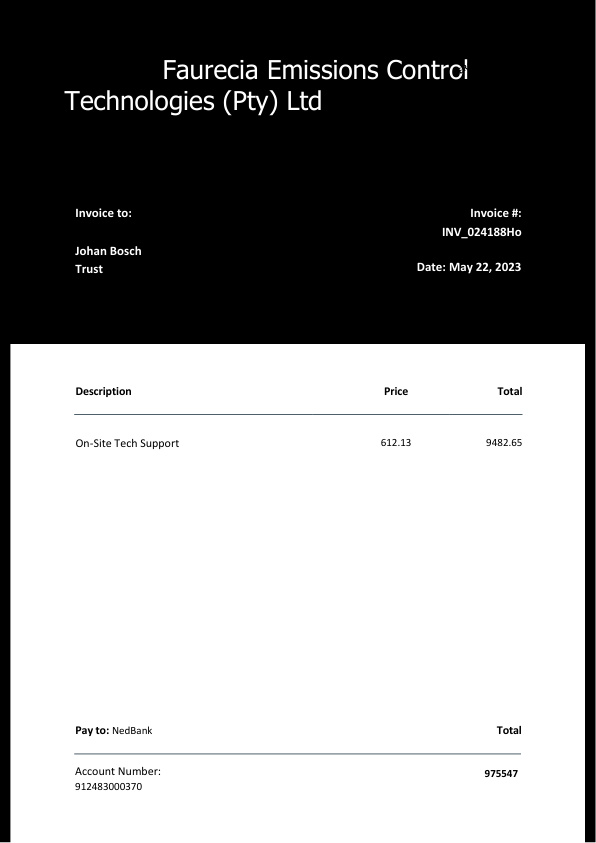 Faurecia Emissions Control
Technologies (Pty) Ltd
Invoice to:
Invoice #:
INV_024188Ho
Johan Bosch
Trust
Date: May 22, 2023
Description Price Total
On-Site Tech Support 612.13 9482.65
Pay to: NedBank Total
Account Number:
912483000370
975547